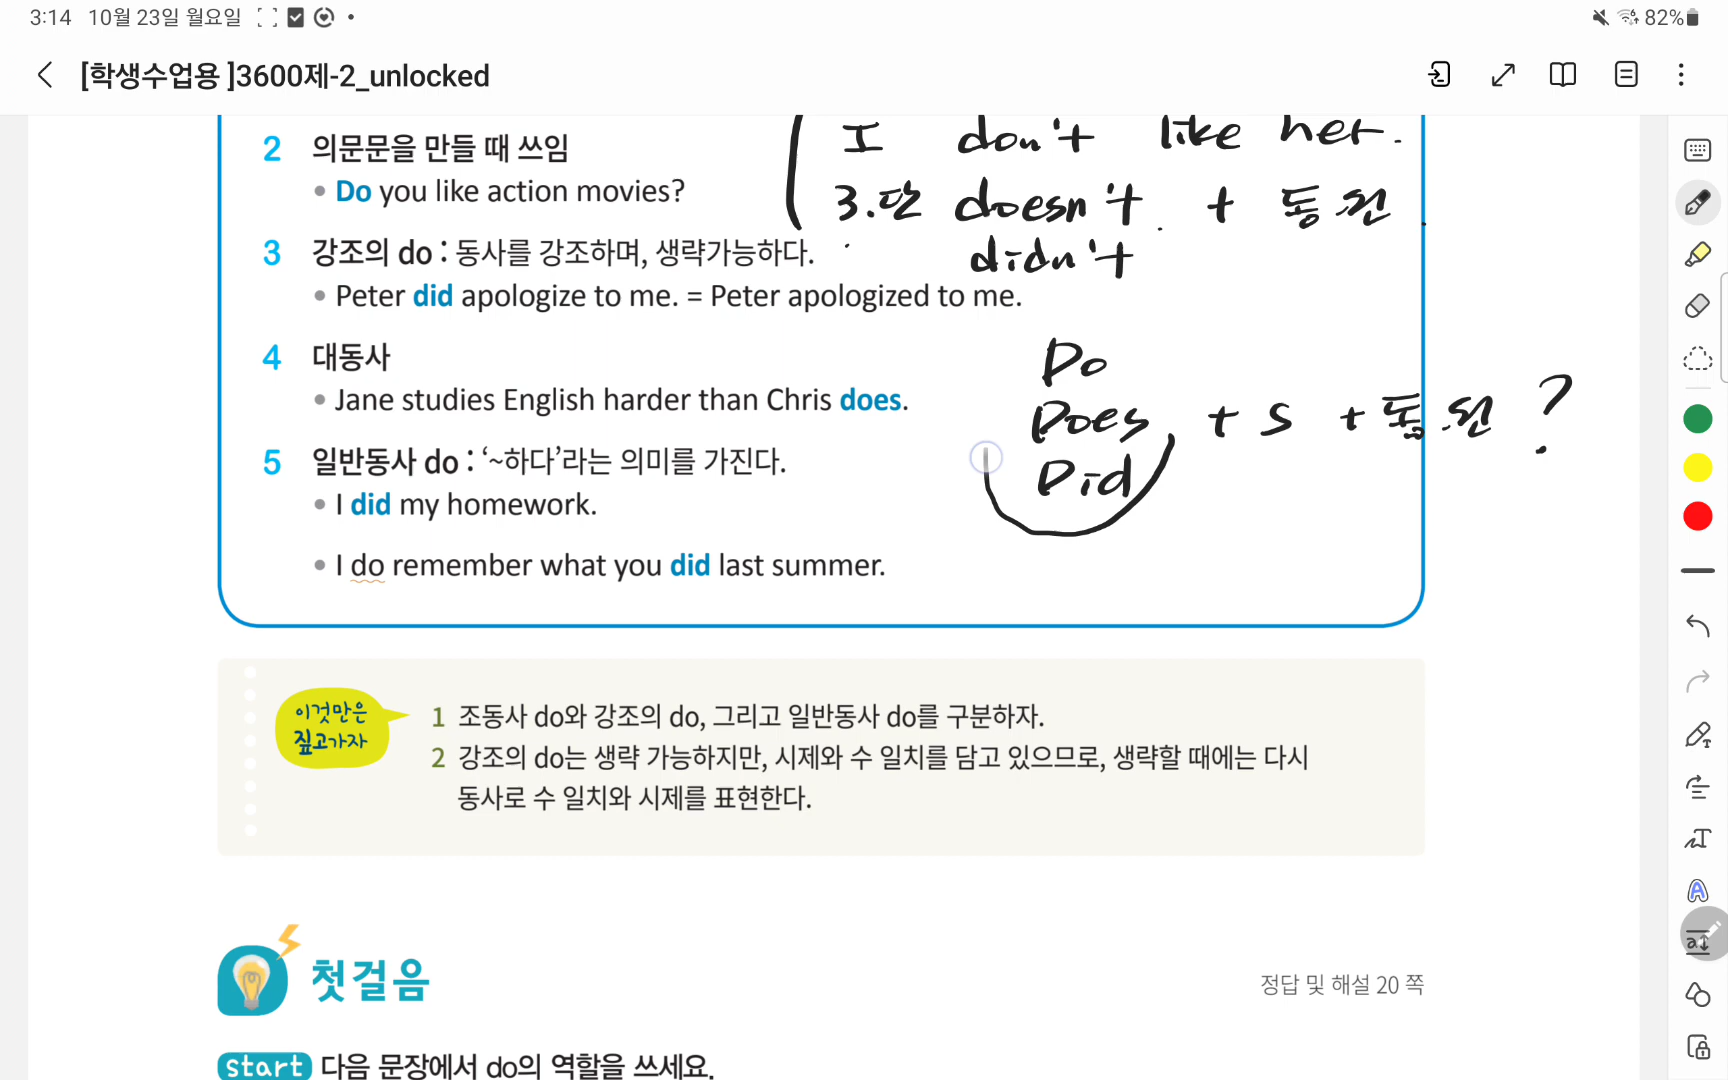 3:14 10월 23일 월요일
82%
[학생수업용 ]3600제-2_unlocked
I don't like her.
2 의문문을 만들 때 쓰임
• Do you like action movies?
3.단 doesn't + 동원
didn't
3 강조의 do : 동사를 강조하며, 생략가능하다.
• Peter did apologize to me. = Peter apologized to me.
4 대동사
• Jane studies English harder than Chris does.
Do
Does + S + 동원 ?
Did
5 일반동사 do : ‘~하다’라는 의미를 가진다.
• I did my homework.
• I do remember what you did last summer.
이것만은
짚고가자
1 조동사 do와 강조의 do, 그리고 일반동사 do를 구분하자.
2 강조의 do는 생략 가능하지만, 시제와 수 일치를 담고 있으므로, 생략할 때에는 다시
동사로 수 일치와 시제를 표현한다.
첫걸음
정답 및 해설 20 쪽
start 다음 문장에서 do의 역할을 쓰세요.